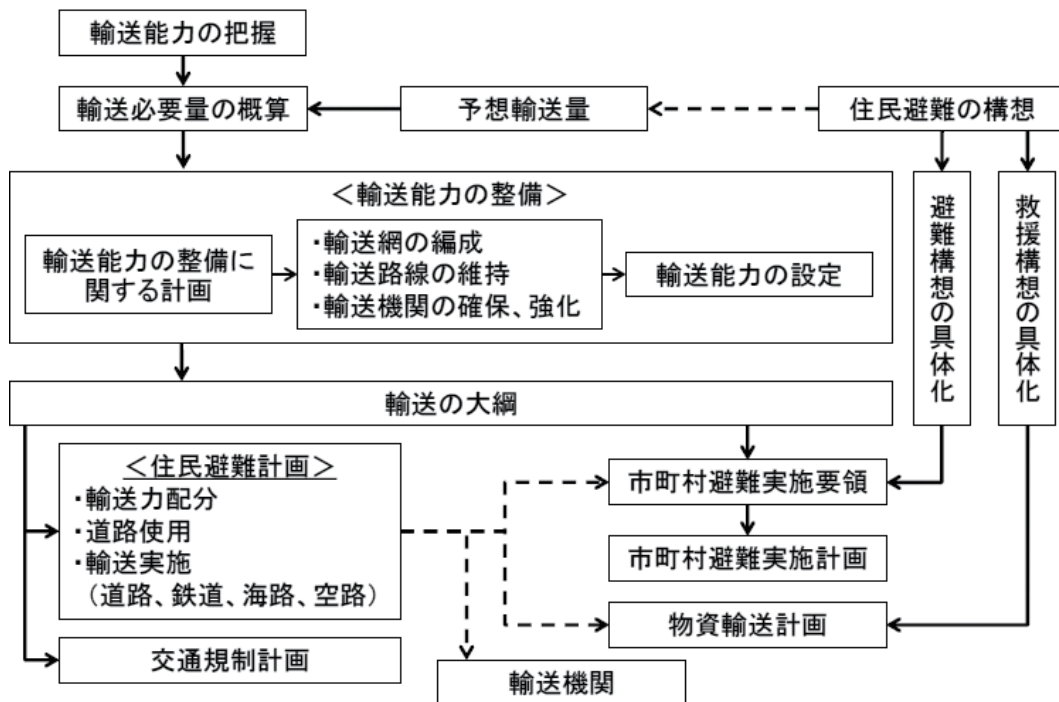 輸送能力の把握
輸送必要量の概算
予想輸送量
住民避難の構想
＜輸送能力の整備＞
輸送能力の整備に
関する計画
・輸送網の編成
・輸送路線の維持
・輸送機関の確保、強化
輸送能力の設定
避難構想の具体化
救援構想の具体化
輸送の大綱
＜住民避難計画＞
・輸送力配分
・道路使用
・輸送実施
（道路、鉄道、海路、空路）
市町村避難実施要領
市町村避難実施計画
物資輸送計画
交通規制計画
輸送機関